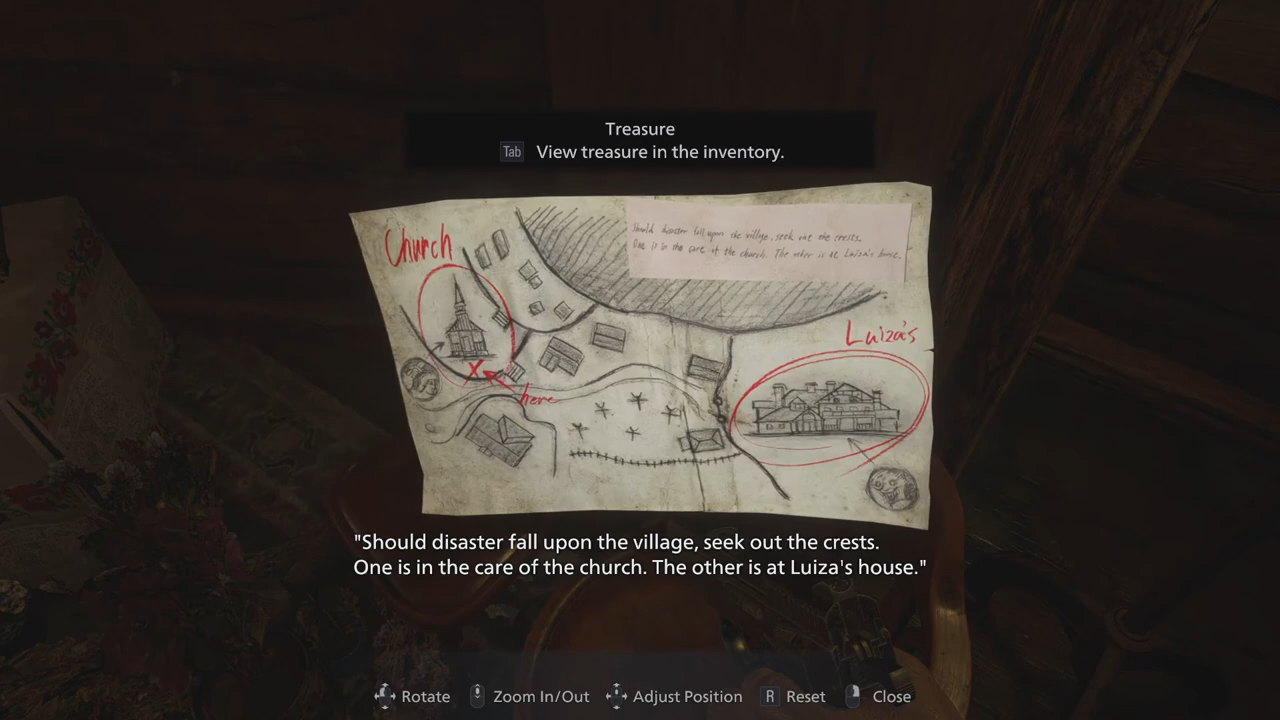 Treasure
Tab View treasure in the inventory.
Church
Should disaster fall upon the village, seek out the crests.
One is in the care of the church. The other is at Luiza's house.
Luiza's
here
"Should disaster fall upon the village, seek out the crests.
One is in the care of the church. The other is at Luiza's house."
Rotate Zoom In/Out Adjust Position R Reset Close